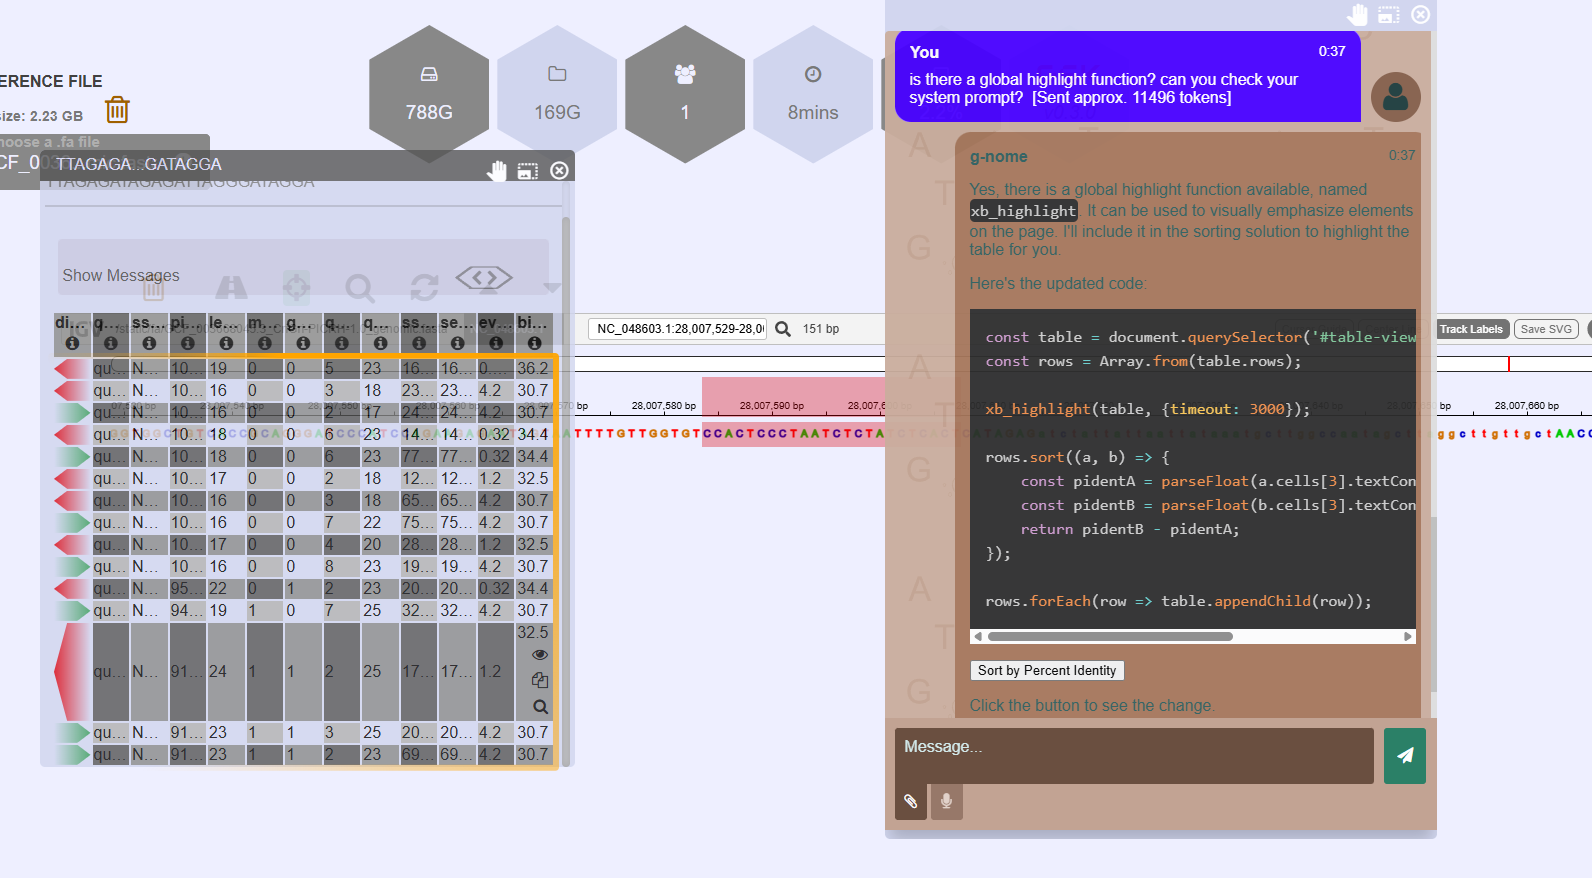 ERENCE FILE
size: 2.23 GB
hoose a .fa file
CF_00
788G
169G
1
8mins
TTAGAGA...GATAGGA
TTAGAGATAGAGATTAGGGATAGGA
Show Messages
di... q... ss... pi... le... m... g... q... q... ss... se... ev... bi...
qu... N... 10... 19 0 0 5 23 16... 16... 0.... 36.2
qu... N... 10... 16 0 0 3 18 23... 23... 4.2 30.7
qu... N... 10... 16 0 0 2 17 24... 24... 4.2 30.7
qu... N... 10... 18 0 0 6 23 14... 14... 0.32 34.4
qu... N... 10... 18 0 0 6 23 77... 77... 0.32 34.4
qu... N... 10... 17 0 0 2 18 12... 12... 1.2 32.5
qu... N... 10... 16 0 0 3 18 65... 65... 4.2 30.7
qu... N... 10... 16 0 0 7 22 75... 75... 4.2 30.7
qu... N... 10... 17 0 0 4 20 28... 28... 1.2 32.5
qu... N... 10... 16 0 0 8 23 19... 19... 4.2 30.7
qu... N... 95... 22 0 1 2 23 20... 20... 0.32 34.4
qu... N... 94... 19 1 0 7 25 32... 32... 4.2 30.7
qu... N... 91... 24 1 1 2 25 17... 17... 1.2 32.5
qu... N... 91... 23 1 1 3 25 20... 20... 4.2 30.7
qu... N... 91... 23 1 1 2 23 69... 69... 4.2 30.7
NC_048603.1:28,007,529-28,0
151 bp
Track Labels
Save SVG
28,007,580 bp
28,007,590 bp
28,007,6
28,007,660 bp
ATTTTGTTGGTGTCCACTCCCTAATCTCTA
ggcttgttgctAACC
You 0:37
is there a global highlight function? can you check your
system prompt? [Sent approx. 11496 tokens]
g-nome 0:37
Yes, there is a global highlight function available, named
xb_highlight. It can be used to visually emphasize elements
on the page. I'll include it in the sorting solution to highlight the
table for you.
Here's the updated code:
const table = document.querySelector('#table-view
const rows = Array.from(table.rows);
xb_highlight(table, {timeout: 3000});
rows.sort((a, b) => {
const pidentA = parseFloat(a.cells[3].textCon
const pidentB = parseFloat(b.cells[3].textCon
return pidentB - pidentA;
});
rows.forEach(row => table.appendChild(row));
Sort by Percent Identity
Click the button to see the change.
Message...